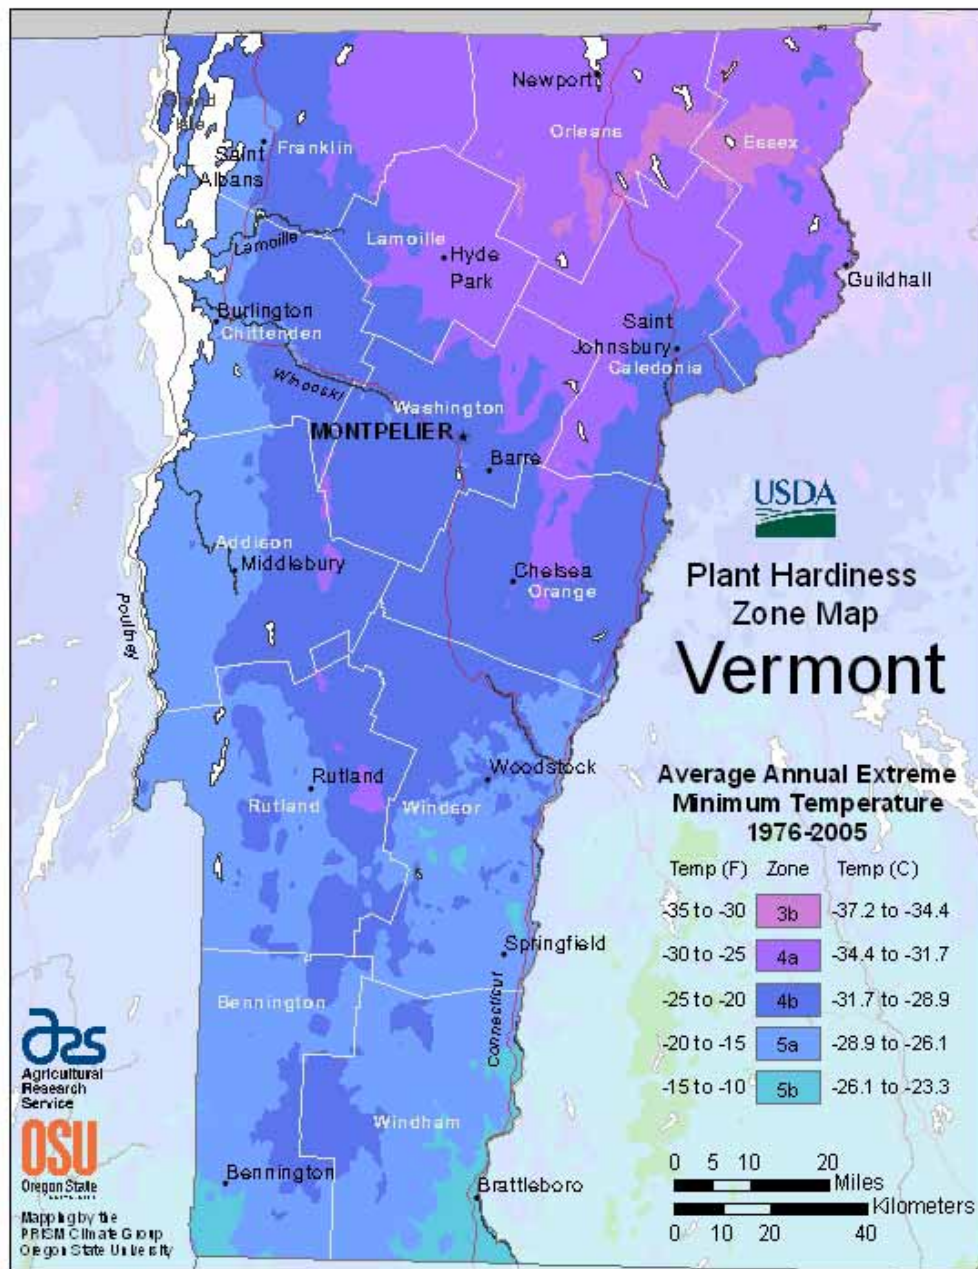 Newport
Orleans
Essex
Franklin
Saint
Albans
Lamoille
Lamoille
Hyde
Park
Guildhall
Burlington
Chittenden
Saint
Johnsbury
Caledonia
Winooski
Washington
MONTPELIER
Barre
Addison
Middlebury
Chelsea
Orange
Poultney
Woodstock
Rutland
Rutland
Windsor
Springfield
Bennington
Connecticut
Windham
Bennington
Brattleboro
USDA
Plant Hardiness
Zone Map
Vermont
Average Annual Extreme
Minimum Temperature
1976-2005
Temp (F) Zone Temp (C)
-35 to -30 3b -37.2 to -34.4
-30 to -25 4a -34.4 to -31.7
-25 to -20 4b -31.7 to -28.9
-20 to -15 5a -28.9 to -26.1
-15 to -10 5b -26.1 to -23.3
0 5 10 20
Miles
Kilometers
0 10 20 40
ars
Agricultural
Research
Service
OSU
Oregon State
Mapping by the
PRISM Climate Group
Oregon State University